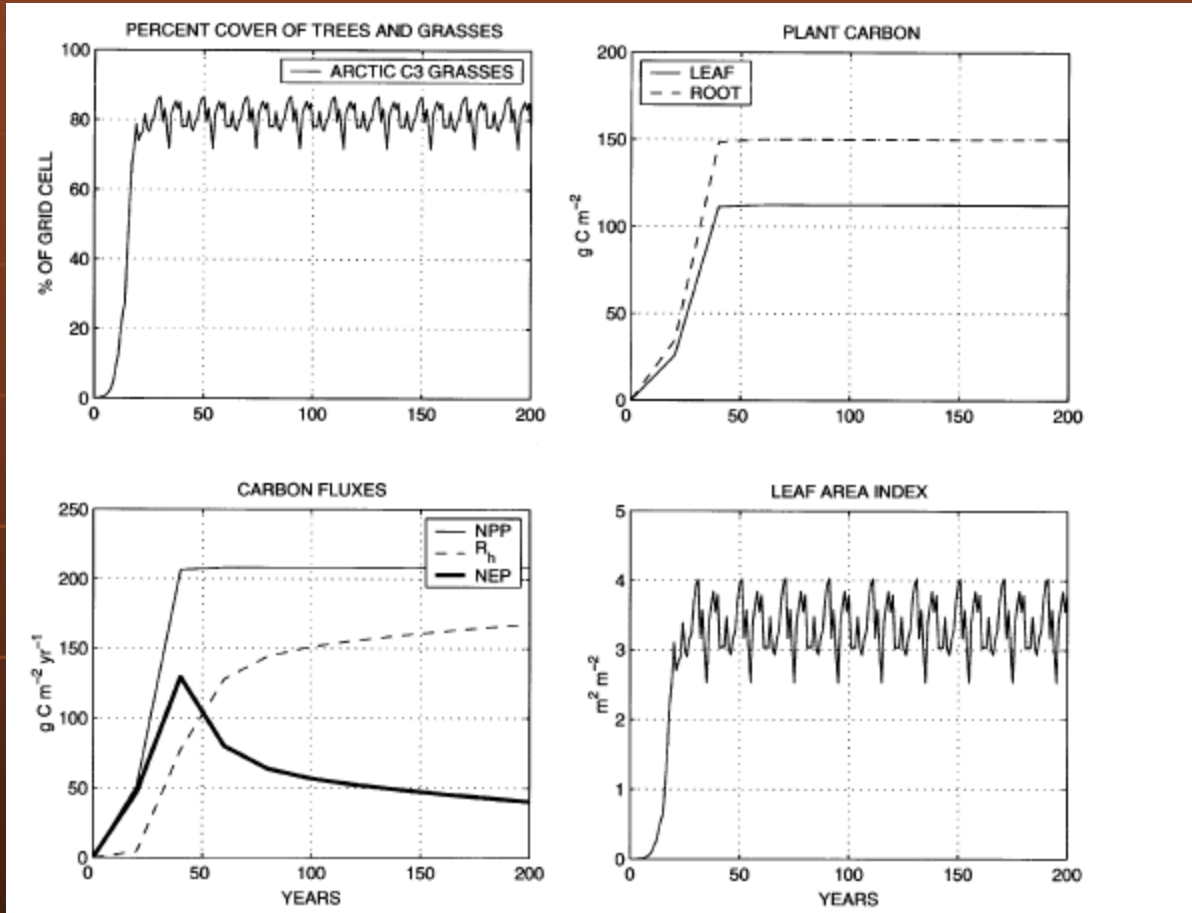 PERCENT COVER OF TREES AND GRASSES
ARCTIC C3 GRASSES
% OF GRID CELL
100
80
60
40
20
0
0 50 100 150 200
PLANT CARBON
LEAF
ROOT
g C m−2
200
150
100
50
0
0 50 100 150 200
CARBON FLUXES
NPP
Rh
NEP
g C m−2 yr−1
250
200
150
100
50
0
0 50 100 150 200
YEARS
LEAF AREA INDEX
m2 m−2
5
4
3
2
1
0
0 50 100 150 200
YEARS